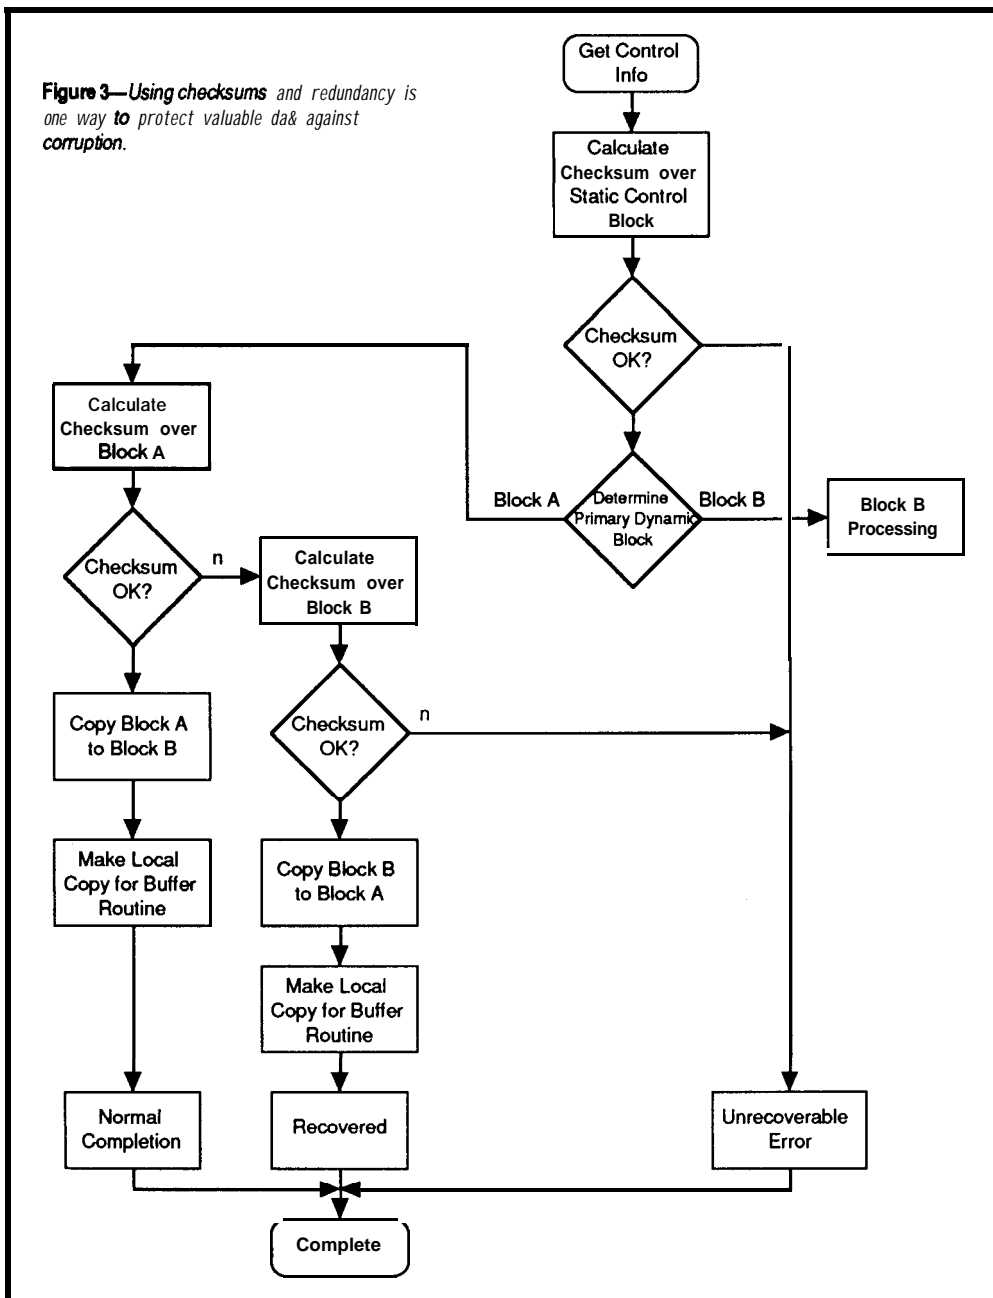 Figure 3—Using checksums and redundancy is
one way to protect valuable da& against
corruption.
Get Control
Info
Calculate
Checksum over
Static Control
Block
Checksum
OK?
Determine
Primary Dynamic
Block
Block A
Block B
Block B
Processing
Calculate
Checksum over
Block A
Checksum
OK?
n
Calculate
Checksum over
Block B
Checksum
OK?
n
Copy Block A
to Block B
Make Local
Copy for Buffer
Routine
Copy Block B
to Block A
Make Local
Copy for Buffer
Routine
Normal
Completion
Recovered
Unrecoverable
Error
Complete